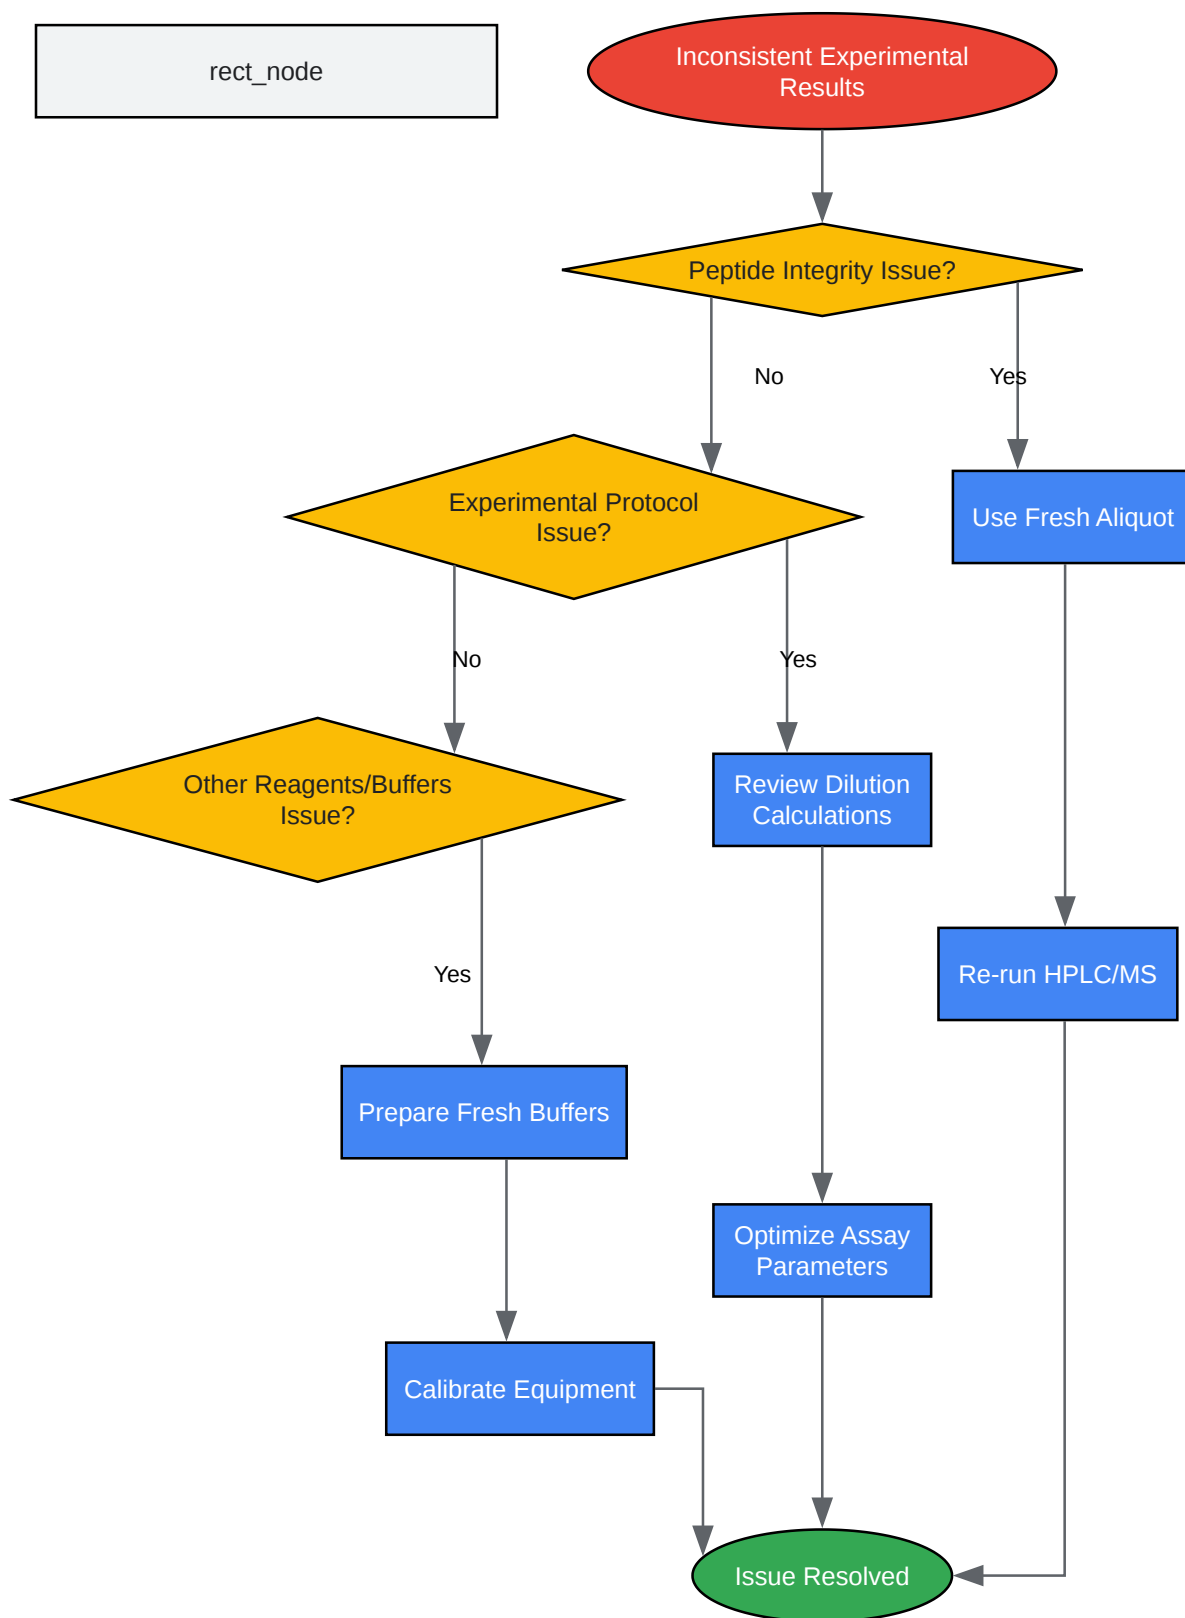 rect_node
Inconsistent Experimental
Results
Peptide Integrity Issue?
No
Yes
Experimental Protocol
Issue?
Use Fresh Aliquot
No
Yes
Other Reagents/Buffers
Issue?
Review Dilution
Calculations
Yes
Re-run HPLC/MS
Prepare Fresh Buffers
Optimize Assay
Parameters
Calibrate Equipment
Issue Resolved